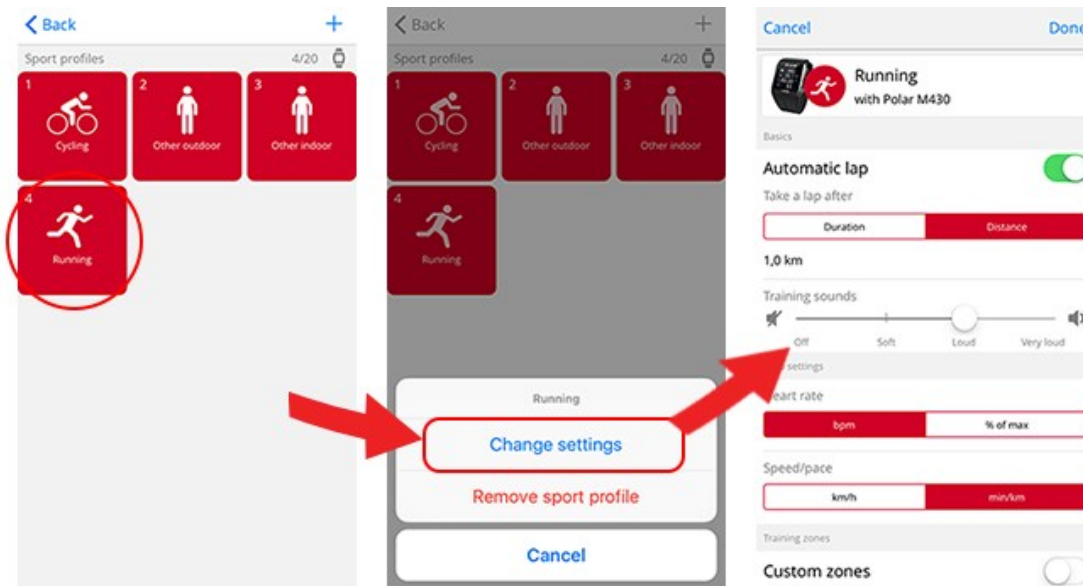 Back
Sport profiles 4/20
1
Cycling
2
Other outdoor
3
Other indoor
4
Running
Back
Sport profiles 4/20
1
Cycling
2
Other outdoor
3
Other indoor
4
Running
Running
Change settings
Remove sport profile
Cancel
Cancel Done
Running
with Polar M430
Basics
Automatic lap
Take a lap after
Duration Distance
1,0 km
Training sounds
Off Soft Loud Very loud
settings
eart rate
bpm % of max
Speed/pace
km/h min/km
Training zones
Custom zones